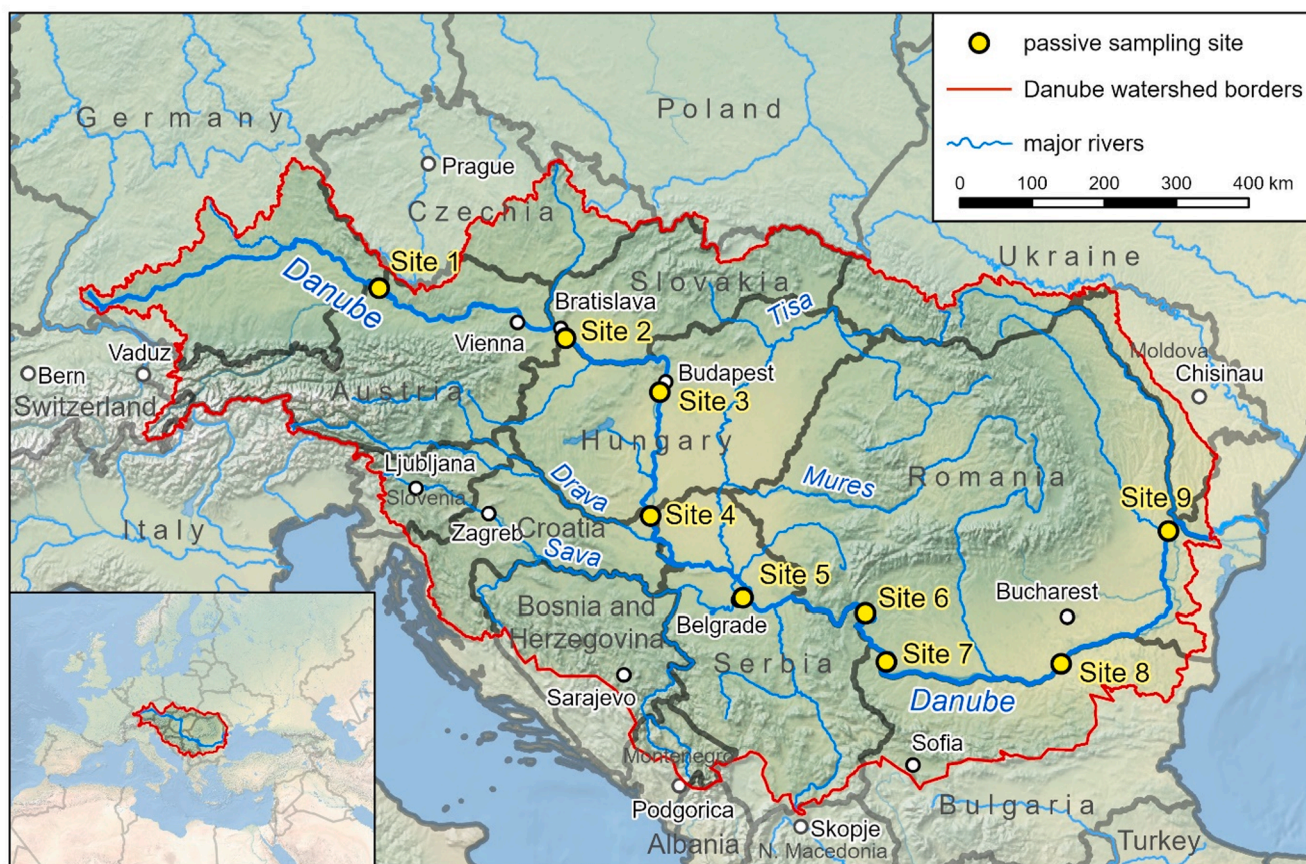 passive sampling site
Danube watershed borders
major rivers
0 100 200 300 400 km
Germany
Poland
Prague
Czechia
Ukraine
Site 1
Danube
Slovakia
Bratislava
Site 2
Vienna
Tisa
Moldova
Chisinau
Vaduz
Bern
Switzerland
Austria
Budapest
Site 3
Hungary
Ljubljana
Slovenia
Drava
Mures
Romania
Site 9
Italy
Zagreb
Croatia
Site 4
Sava
Site 5
Site 6
Bucharest
Bosnia and
Herzegovina
Belgrade
Serbia
Site 7
Site 8
Danube
Sarajevo
Sofia
Montenegro
Podgorica
Bulgaria
Albania
Skopje
N. Macedonia
Turkey